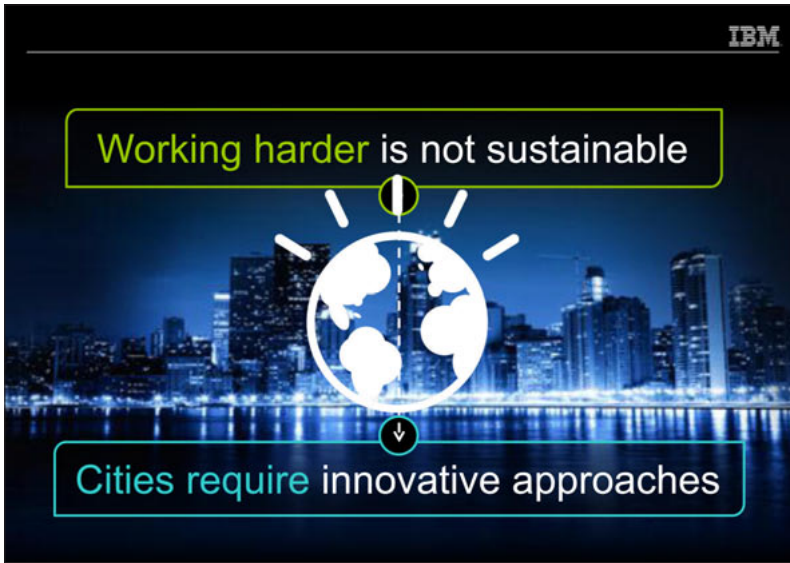 IBM
Working harder is not sustainable
Cities require innovative approaches